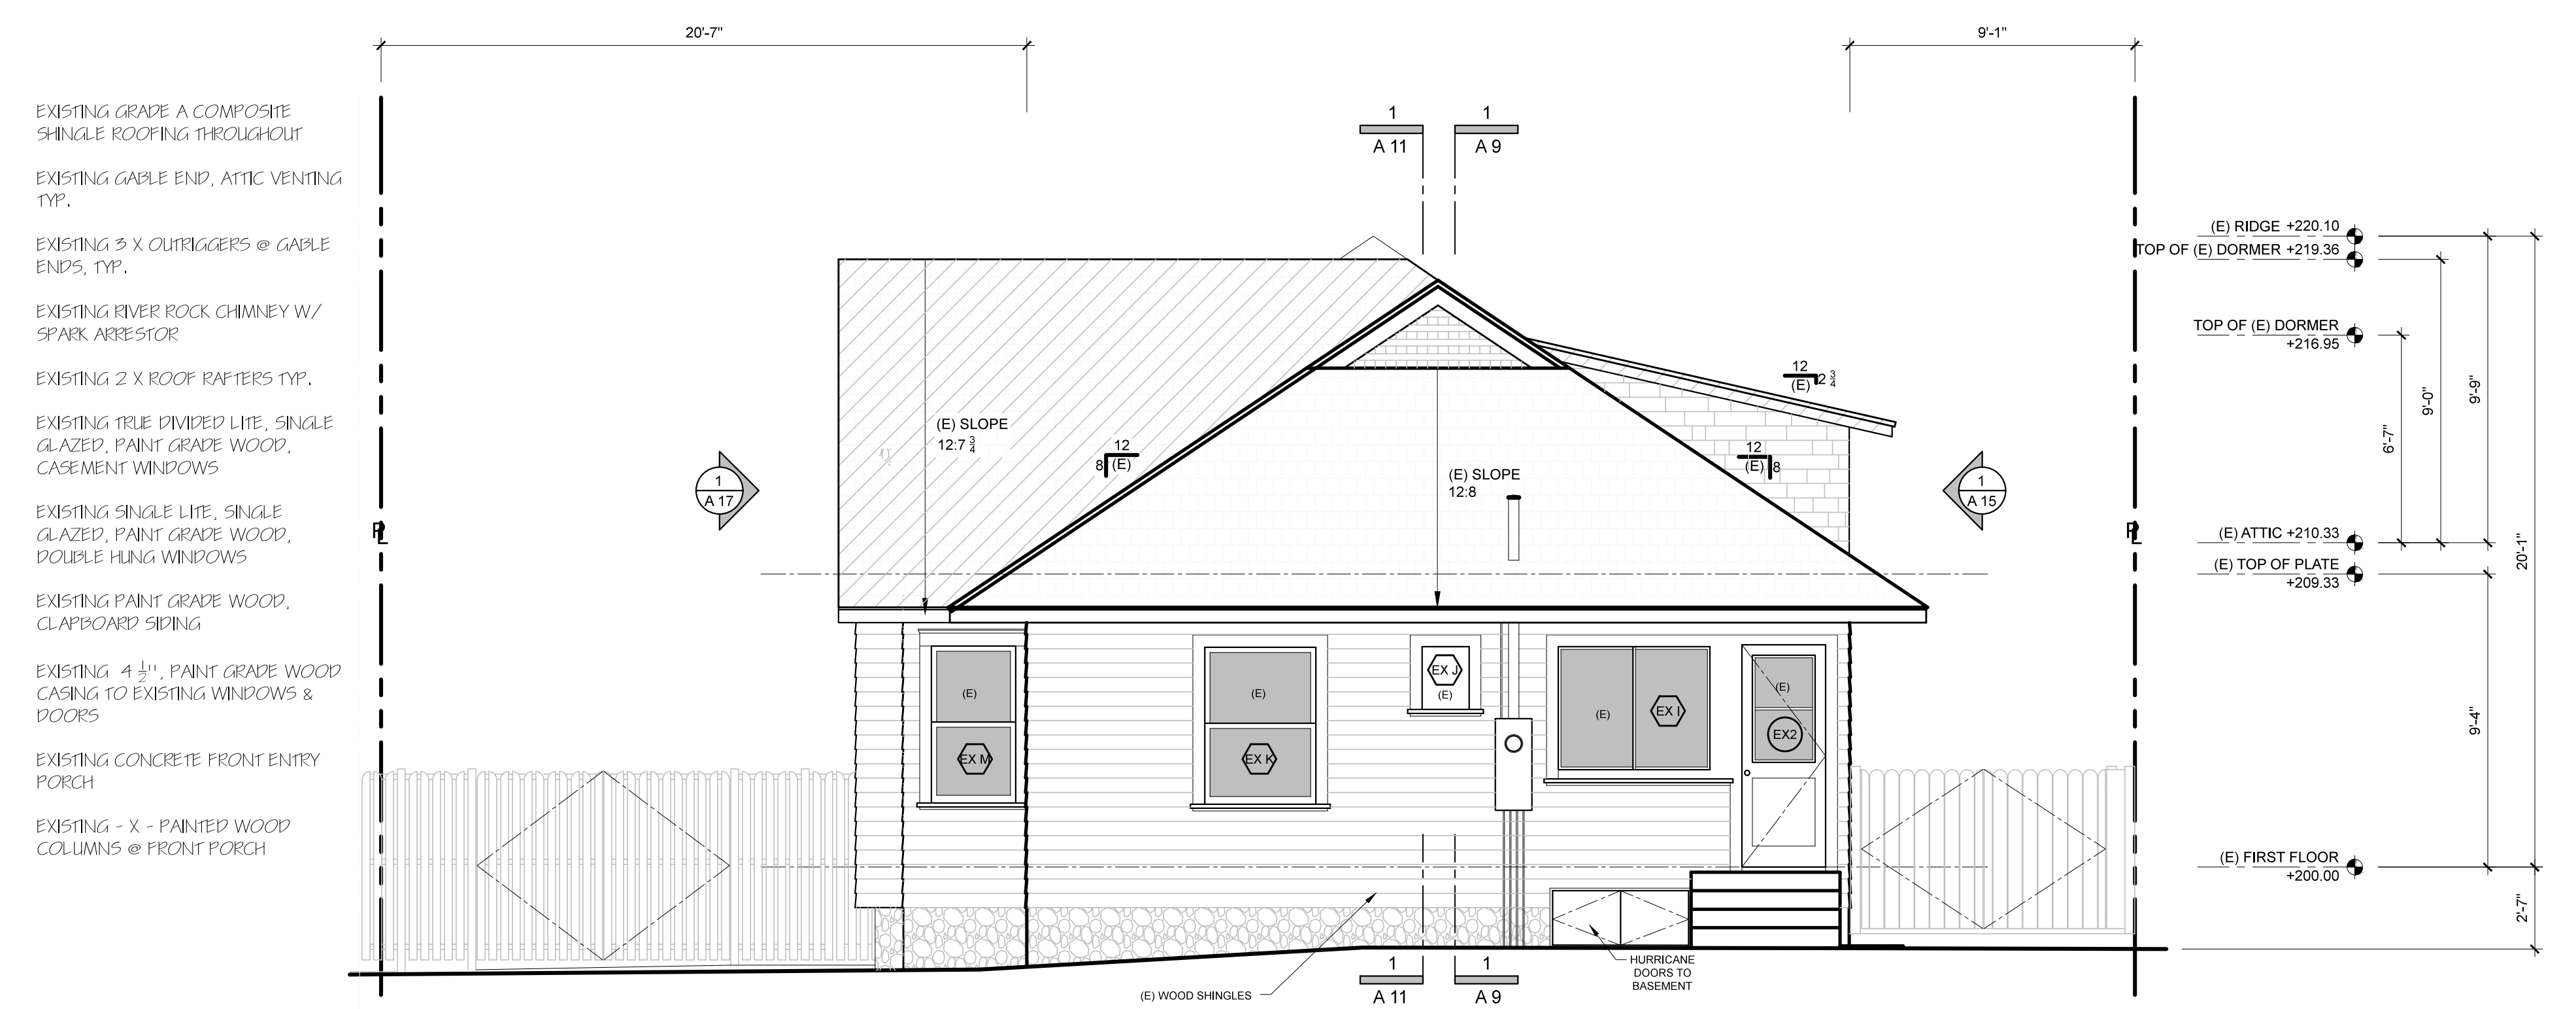 20'-7"
9'-1"
EXISTING GRADE A COMPOSITE
SHINGLE ROOFING THROUGHOUT
EXISTING GABLE END, ATTIC VENTING
TYP.
EXISTING 3 X OUTRIGGERS @ GABLE
ENDS, TYP.
EXISTING RIVER ROCK CHIMNEY W/
SPARK ARRESTOR
EXISTING 2 X ROOF RAFTERS TYP.
EXISTING TRUE DIVIDED LITE, SINGLE
GLAZED, PAINT GRADE WOOD,
CASEMENT WINDOWS
EXISTING SINGLE LITE, SINGLE
GLAZED, PAINT GRADE WOOD,
DOUBLE HUNG WINDOWS
EXISTING PAINT GRADE WOOD,
CLAPBOARD SIDING
EXISTING 4 1/2", PAINT GRADE WOOD
CASING TO EXISTING WINDOWS &
DOORS
EXISTING CONCRETE FRONT ENTRY
PORCH
EXISTING - X - PAINTED WOOD
COLUMNS @ FRONT PORCH
1
A 11
1
A 9
(E) SLOPE
12:7 3/4
12
8
(E)
(E) SLOPE
12:8
12
(E)
2 3/4
12
(E)
8
1
A 17
1
A 15
PL
PL
(E)
EX M
(E)
EX K
EX J
(E)
(E)
EX I
(E)
EX2
HURRICANE
DOORS TO
BASEMENT
(E) WOOD SHINGLES
1
A 11
1
A 9
(E) RIDGE +220.10
TOP OF (E) DORMER +219.36
TOP OF (E) DORMER
+216.95
(E) ATTIC +210.33
(E) TOP OF PLATE
+209.33
(E) FIRST FLOOR
+200.00
6'-7"
9'-0"
9'-9"
20'-1"
9'-4"
2'-7"